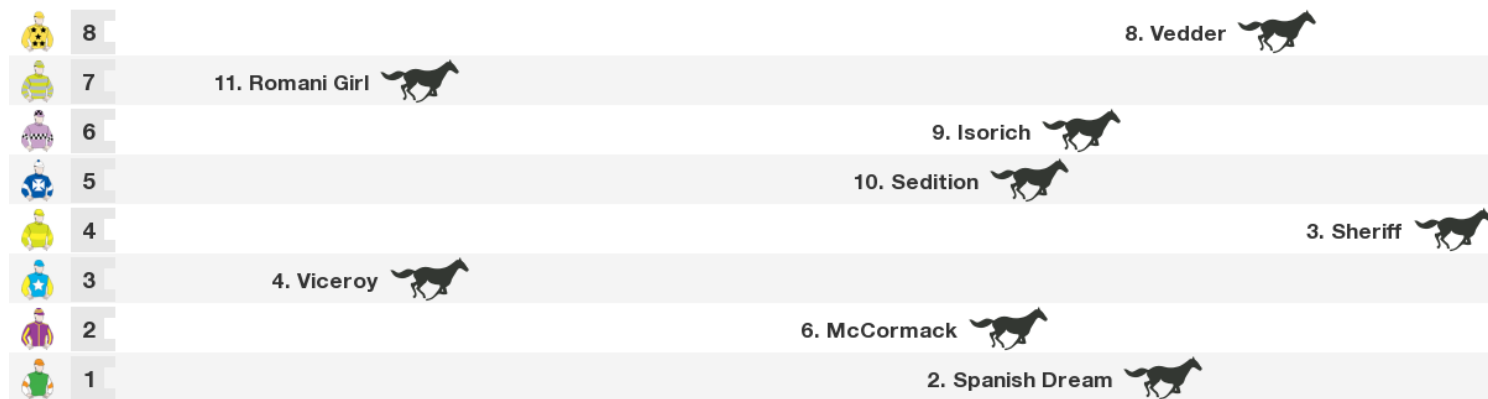 8 8. Vedder
7 11. Romani Girl
6 9. Isorich
5 10. Sedition
4 3. Sheriff
3 4. Viceroy
2 6. McCormack
1 2. Spanish Dream